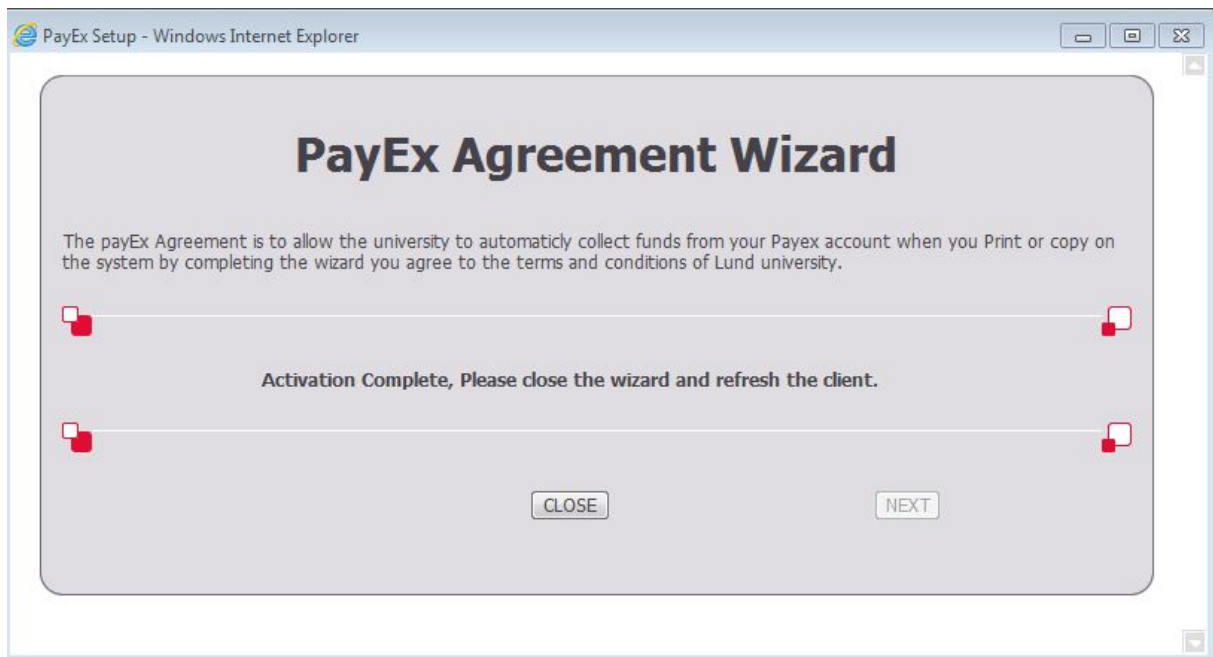 PayEx Setup - Windows Internet Explorer
PayEx Agreement Wizard
The payEx Agreement is to allow the university to automaticly collect funds from your Payex account when you Print or copy on
the system by completing the wizard you agree to the terms and conditions of Lund university.
Activation Complete, Please close the wizard and refresh the client.
CLOSE NEXT